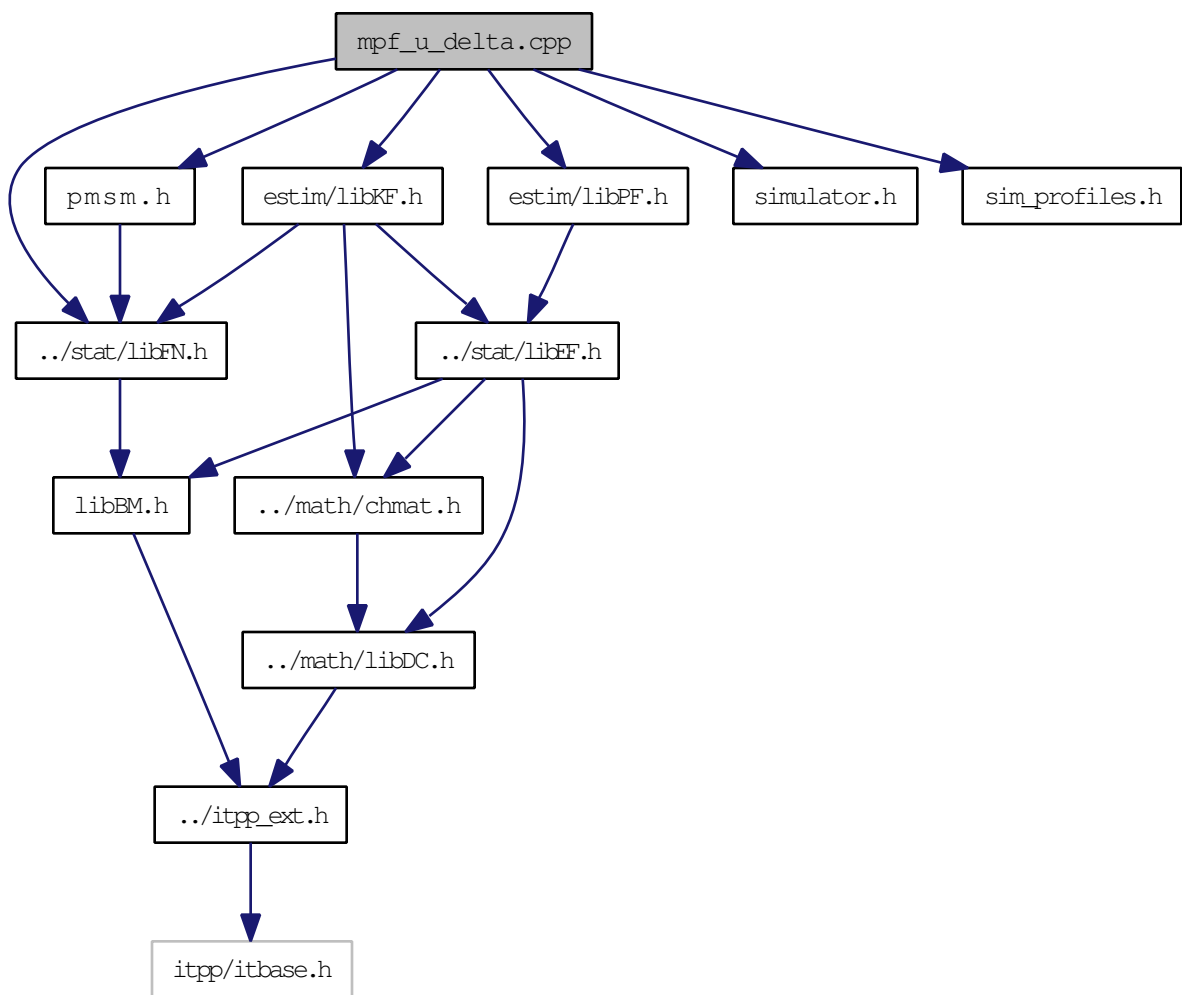 mpf_u_delta.cpp
pmsm.h
estim/libKF.h
estim/libPF.h
simulator.h
sim_profiles.h
../stat/libFN.h
../stat/libEF.h
libBM.h
../math/chmat.h
../math/libDC.h
../itpp_ext.h
itpp/itbase.h